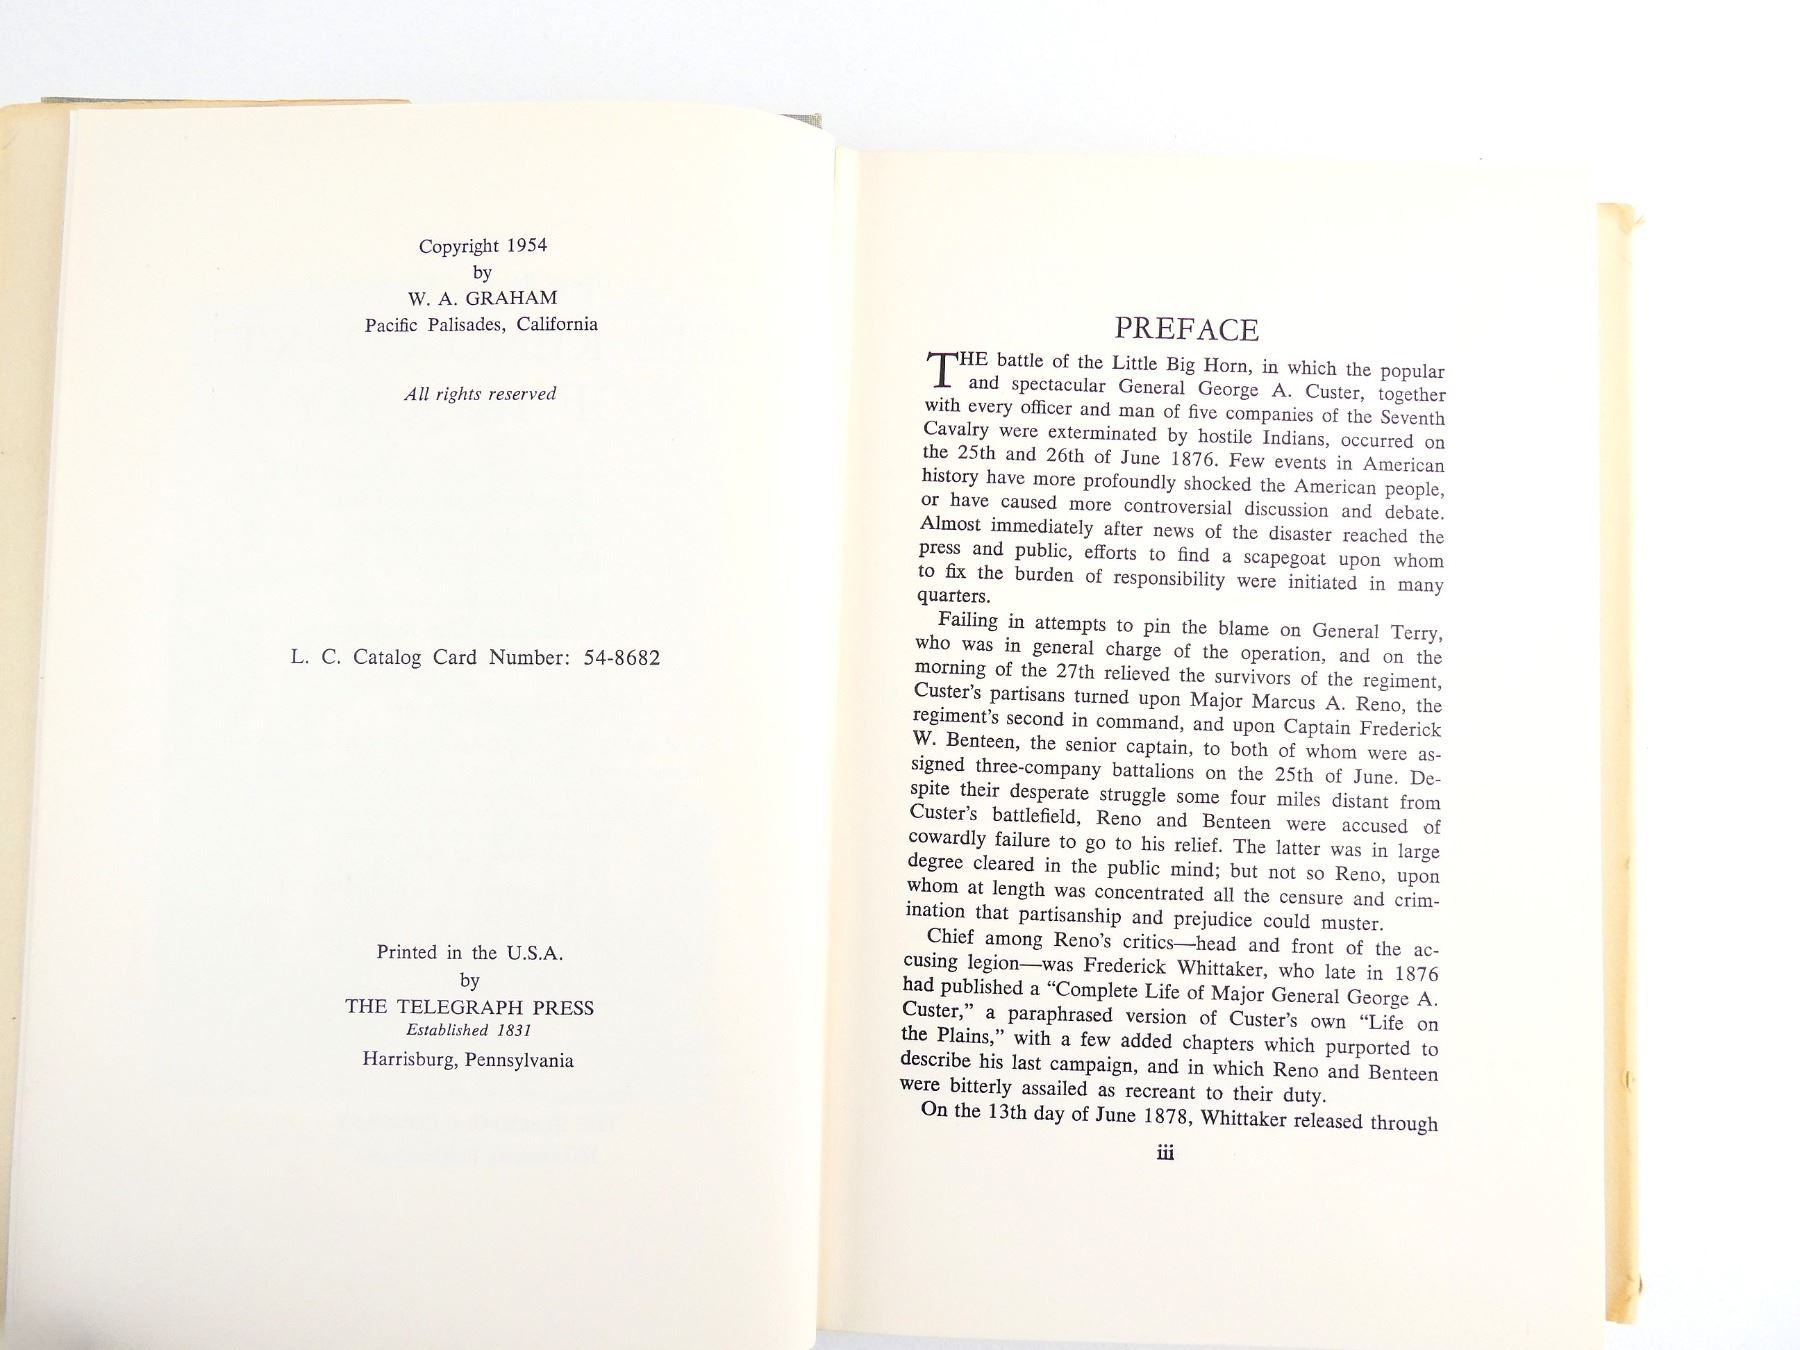 Copyright 1954
by
W. A. GRAHAM
Pacific Palisades, California
All rights reserved
L. C. Catalog Card Number: 54-8682
Printed in the U.S.A.
by
THE TELEGRAPH PRESS
Established 1831
Harrisburg, Pennsylvania
PREFACE
THE battle of the Little Big Horn, in which the popular
and spectacular General George A. Custer, together
with every officer and man of five companies of the Seventh
Cavalry were exterminated by hostile Indians, occurred on
the 25th and 26th of June 1876. Few events in American
history have more profoundly shocked the American people,
or have caused more controversial discussion and debate.
Almost immediately after news of the disaster reached the
press and public, efforts to find a scapegoat upon whom
to fix the burden of responsibility were initiated in many
quarters.
Failing in attempts to pin the blame on General Terry,
who was in general charge of the operation, and on the
morning of the 27th relieved the survivors of the regiment,
Custer's partisans turned upon Major Marcus A. Reno, the
regiment's second in command, and upon Captain Frederick
W. Benteen, the senior captain, to both of whom were as-
signed three-company battalions on the 25th of June. De-
spite their desperate struggle some four miles distant from
Custer's battlefield, Reno and Benteen were accused of
cowardly failure to go to his relief. The latter was in large
degree cleared in the public mind; but not so Reno, upon
whom at length was concentrated all the censure and crim-
ination that partisanship and prejudice could muster.
Chief among Reno's critics—head and front of the ac-
cusing legion—was Frederick Whittaker, who late in 1876
had published a “Complete Life of Major General George A.
Custer,” a paraphrased version of Custer's own “Life on
the Plains,” with a few added chapters which purported to
describe his last campaign, and in which Reno and Benteen
were bitterly assailed as recreant to their duty.
On the 13th day of June 1878, Whittaker released through
iii